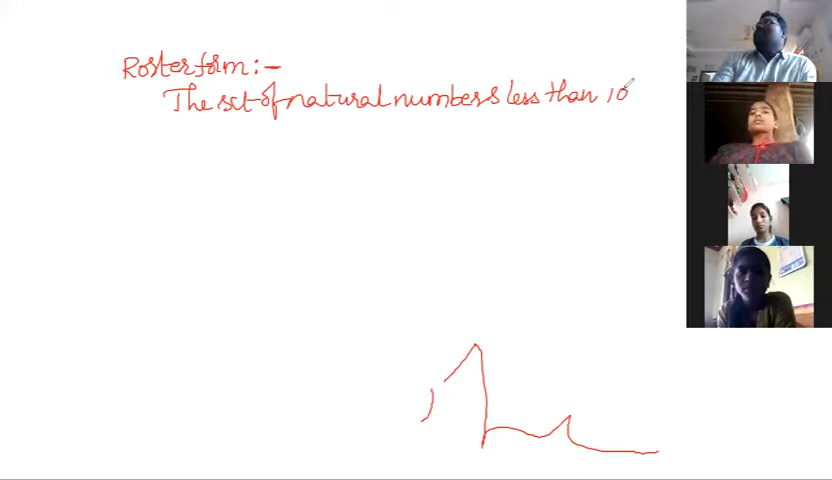 Roster form :-
The set of natural numbers less than 10